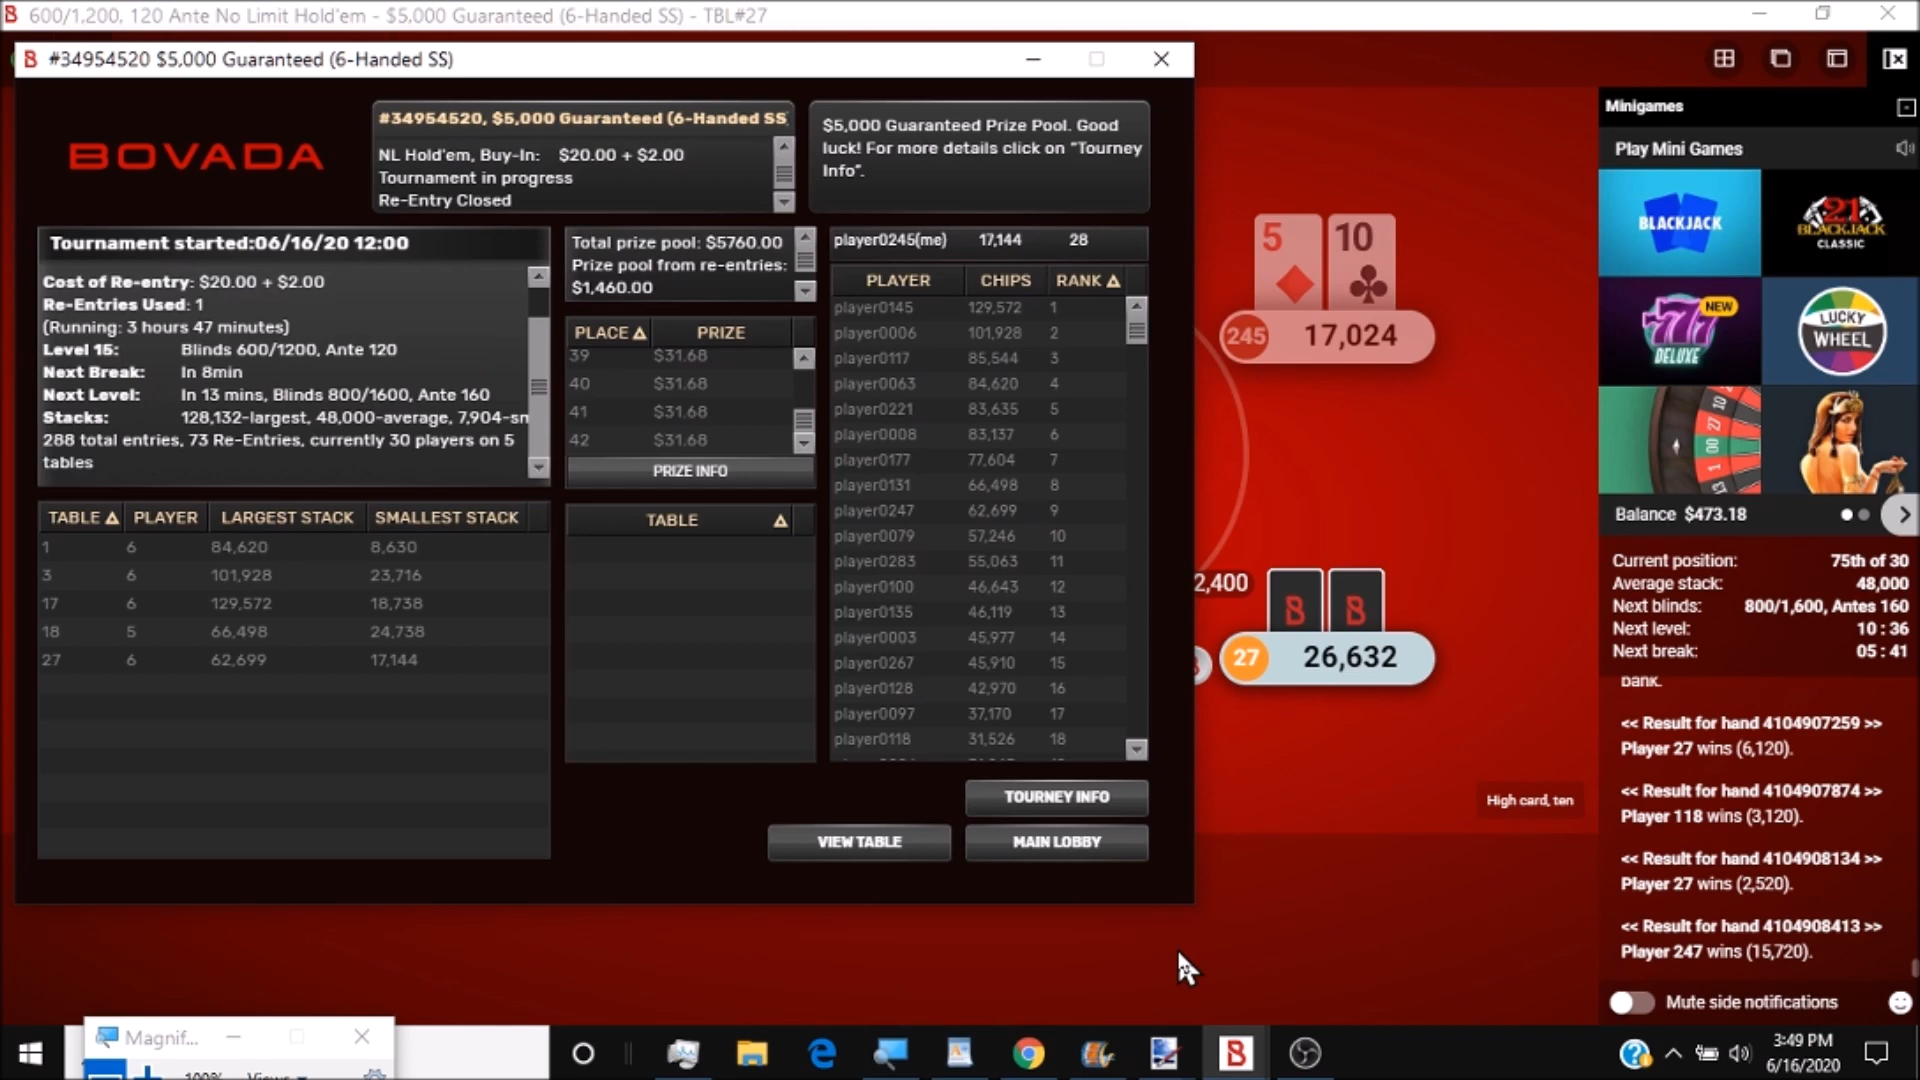 600/1,200, 120 Ante No Limit Hold'em - $5,000 Guaranteed (6-Handed SS) - TBL#27
#34954520 $5,000 Guaranteed (6-Handed SS)
BOVADA
#34954520, $5,000 Guaranteed (6-Handed SS
NL Hold'em, Buy-In: $20.00 + $2.00
Tournament in progress
Re-Entry Closed
$5,000 Guaranteed Prize Pool. Good
luck! For more details click on "Tourney
Info".
Tournament started:06/16/20 12:00
Cost of Re-entry: $20.00 + $2.00
Re-Entries Used: 1
(Running: 3 hours 47 minutes)
Level 15: Blinds 600/1200, Ante 120
Next Break: In 8min
Next Level: In 13 mins, Blinds 800/1600, Ante 160
Stacks: 128,132-largest, 48,000-average, 7,904-sm
288 total entries, 73 Re-Entries, currently 30 players on 5
tables
Total prize pool: $5760.00
Prize pool from re-entries:
$1,460.00
PLACE PRIZE
39 $31.68
40 $31.68
41 $31.68
42 $31.68
PRIZE INFO
TABLE
player0245(me) 17,144 28
PLAYER CHIPS RANK
player0145 129,572 1
player0006 101,928 2
player0117 85,544 3
player0063 84,620 4
player0221 83,635 5
player0008 83,137 6
player0177 77,604 7
player0131 66,498 8
player0247 62,699 9
player0079 57,246 10
player0283 55,063 11
player0100 46,643 12
player0135 46,119 13
player0003 45,977 14
player0267 45,910 15
player0128 42,970 16
player0097 37,170 17
player0118 31,526 18
TABLE PLAYER LARGEST STACK SMALLEST STACK
1 6 84,620 8,630
3 6 101,928 23,716
17 6 129,572 18,738
18 5 66,498 24,738
27 6 62,699 17,144
TOURNEY INFO
VIEW TABLE
MAIN LOBBY
5 10
245 17,024
2,400
B B
27 26,632
High card, ten
Minigames
Play Mini Games
BLACKJACK
21
BLACKJACK
CLASSIC
777
NEW
DELUXE
LUCKY
WHEEL
Balance $473.18
Current position: 75th of 30
Average stack: 48,000
Next blinds: 800/1,600, Antes 160
Next level: 10 : 36
Next break: 05 : 41
bank.
<< Result for hand 4104907259 >>
Player 27 wins (6,120).
<< Result for hand 4104907874 >>
Player 118 wins (3,120).
<< Result for hand 4104908134 >>
Player 27 wins (2,520).
<< Result for hand 4104908413 >>
Player 247 wins (15,720).
Mute side notifications
Magnif...
100% Views
3:49 PM
6/16/2020